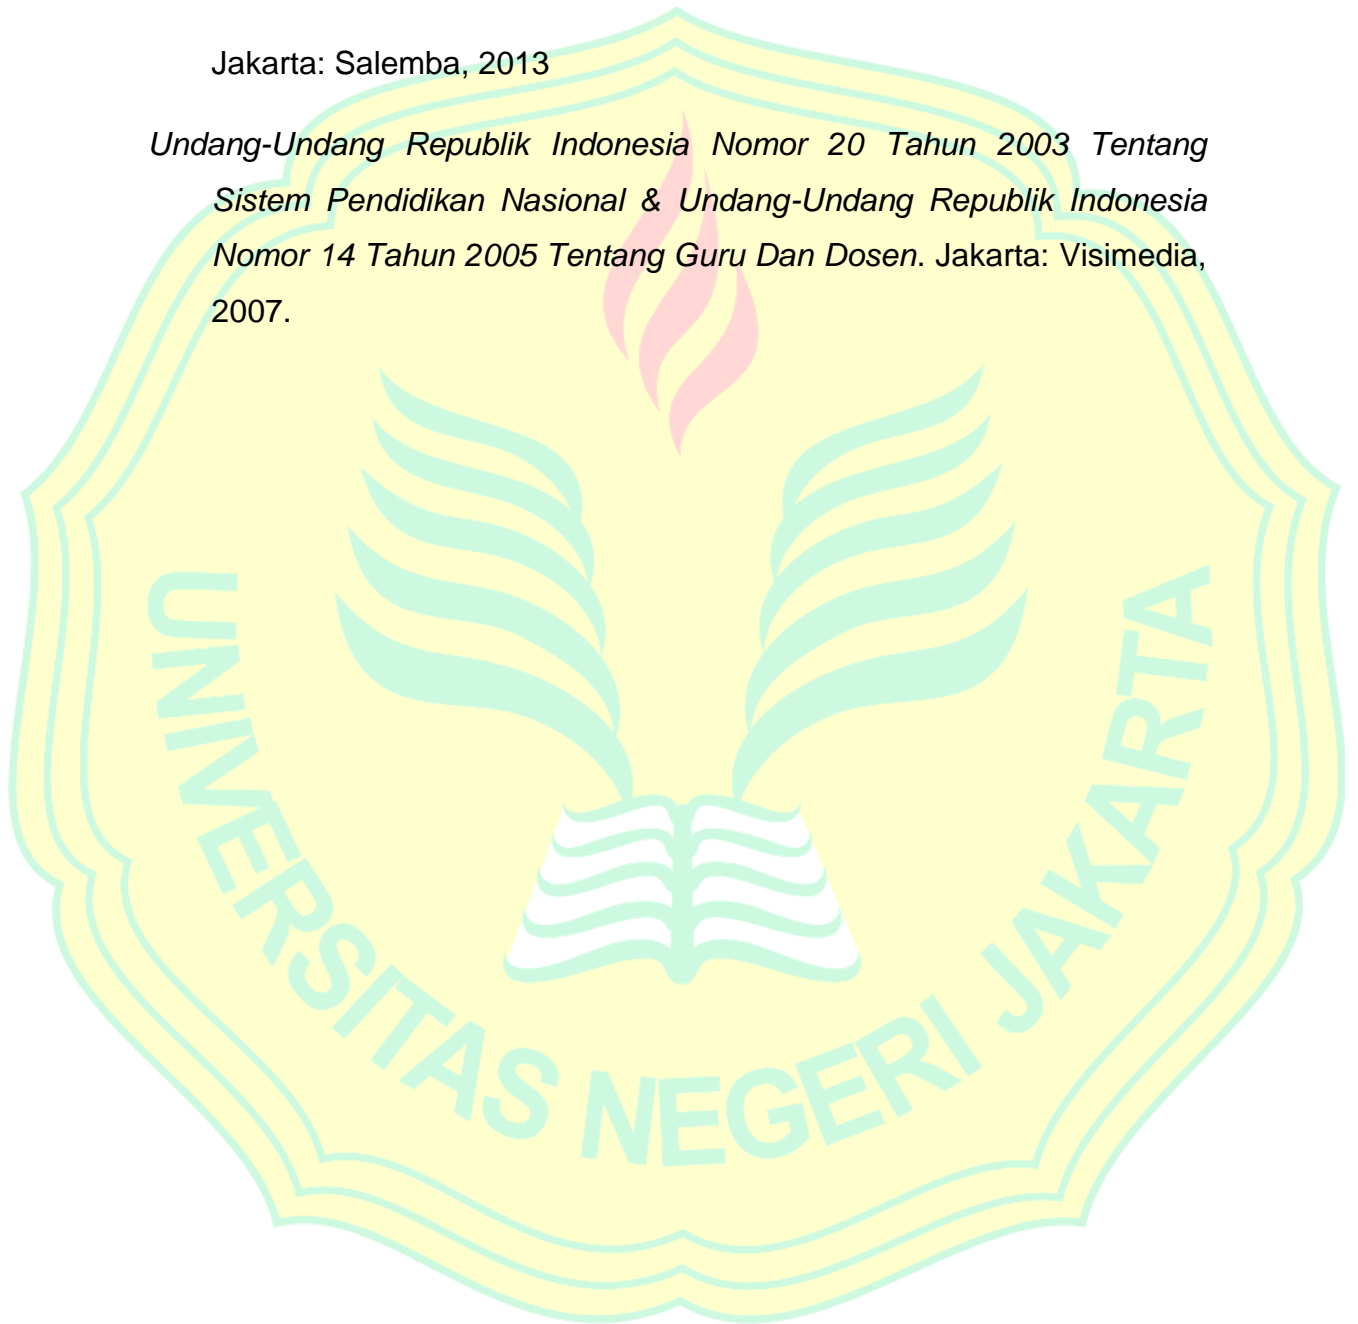 Jakarta: Salemba, 2013
Undang-Undang Republik Indonesia Nomor 20 Tahun 2003 Tentang
Sistem Pendidikan Nasional & Undang-Undang Republik Indonesia
Nomor 14 Tahun 2005 Tentang Guru Dan Dosen. Jakarta: Visimedia,
2007.
UNIVERSITAS NEGERI JAKARTA